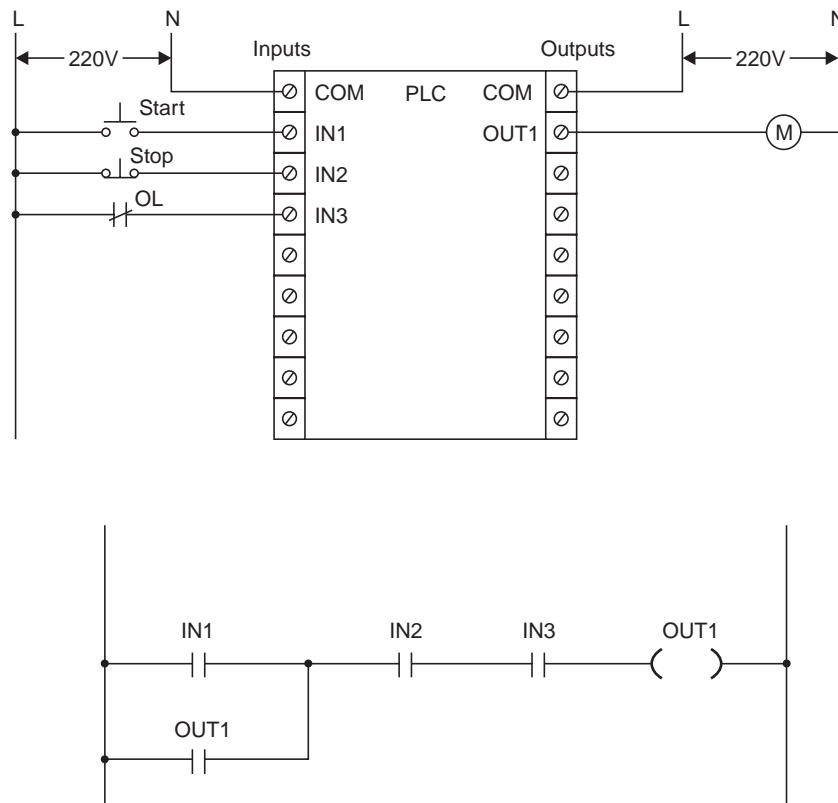 L N L N
220V 220V
Inputs Outputs
COM PLC COM
Start
IN1 OUT1
Stop
IN2
OL
IN3
M
IN1 IN2 IN3 OUT1
OUT1